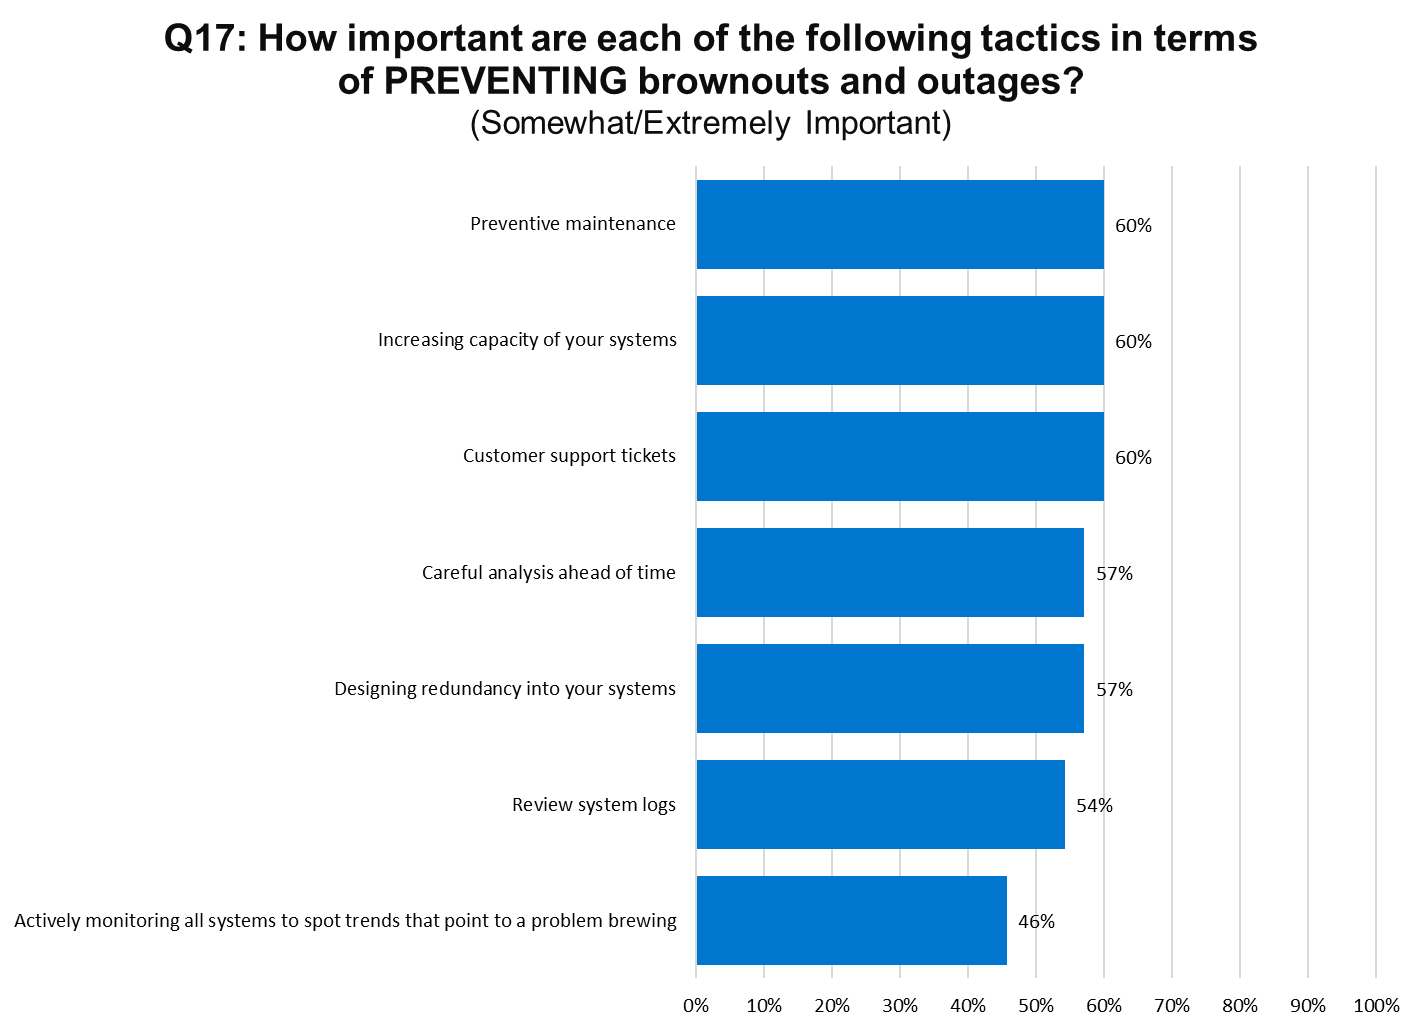 Q17: How important are each of the following tactics in terms
of PREVENTING brownouts and outages?
(Somewhat/Extremely Important)
Preventive maintenance
60%
Increasing capacity of your systems
60%
Customer support tickets
60%
Careful analysis ahead of time
57%
Designing redundancy into your systems
57%
Review system logs
54%
Actively monitoring all systems to spot trends that point to a problem brewing
46%
0% 10% 20% 30% 40% 50% 60% 70% 80% 90% 100%